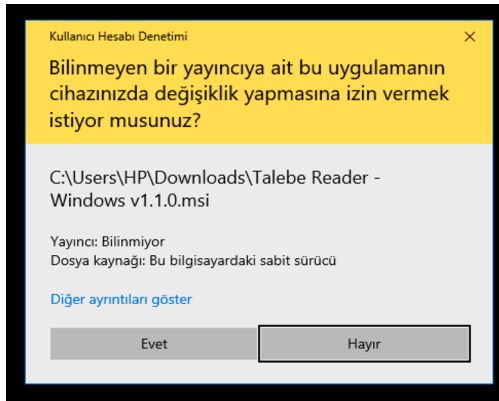 Kullanıcı Hesabı Denetimi
Bilinmeyen bir yayıncıya ait bu uygulamanın
cihazınızda değişiklik yapmasına izin vermek
istiyor musunuz?
C:\Users\HP\Downloads\Talebe Reader -
Windows v1.1.0.msi
Yayıncı: Bilinmiyor
Dosya kaynağı: Bu bilgisayardaki sabit sürücü
Diğer ayrıntıları göster
Evet
Hayır